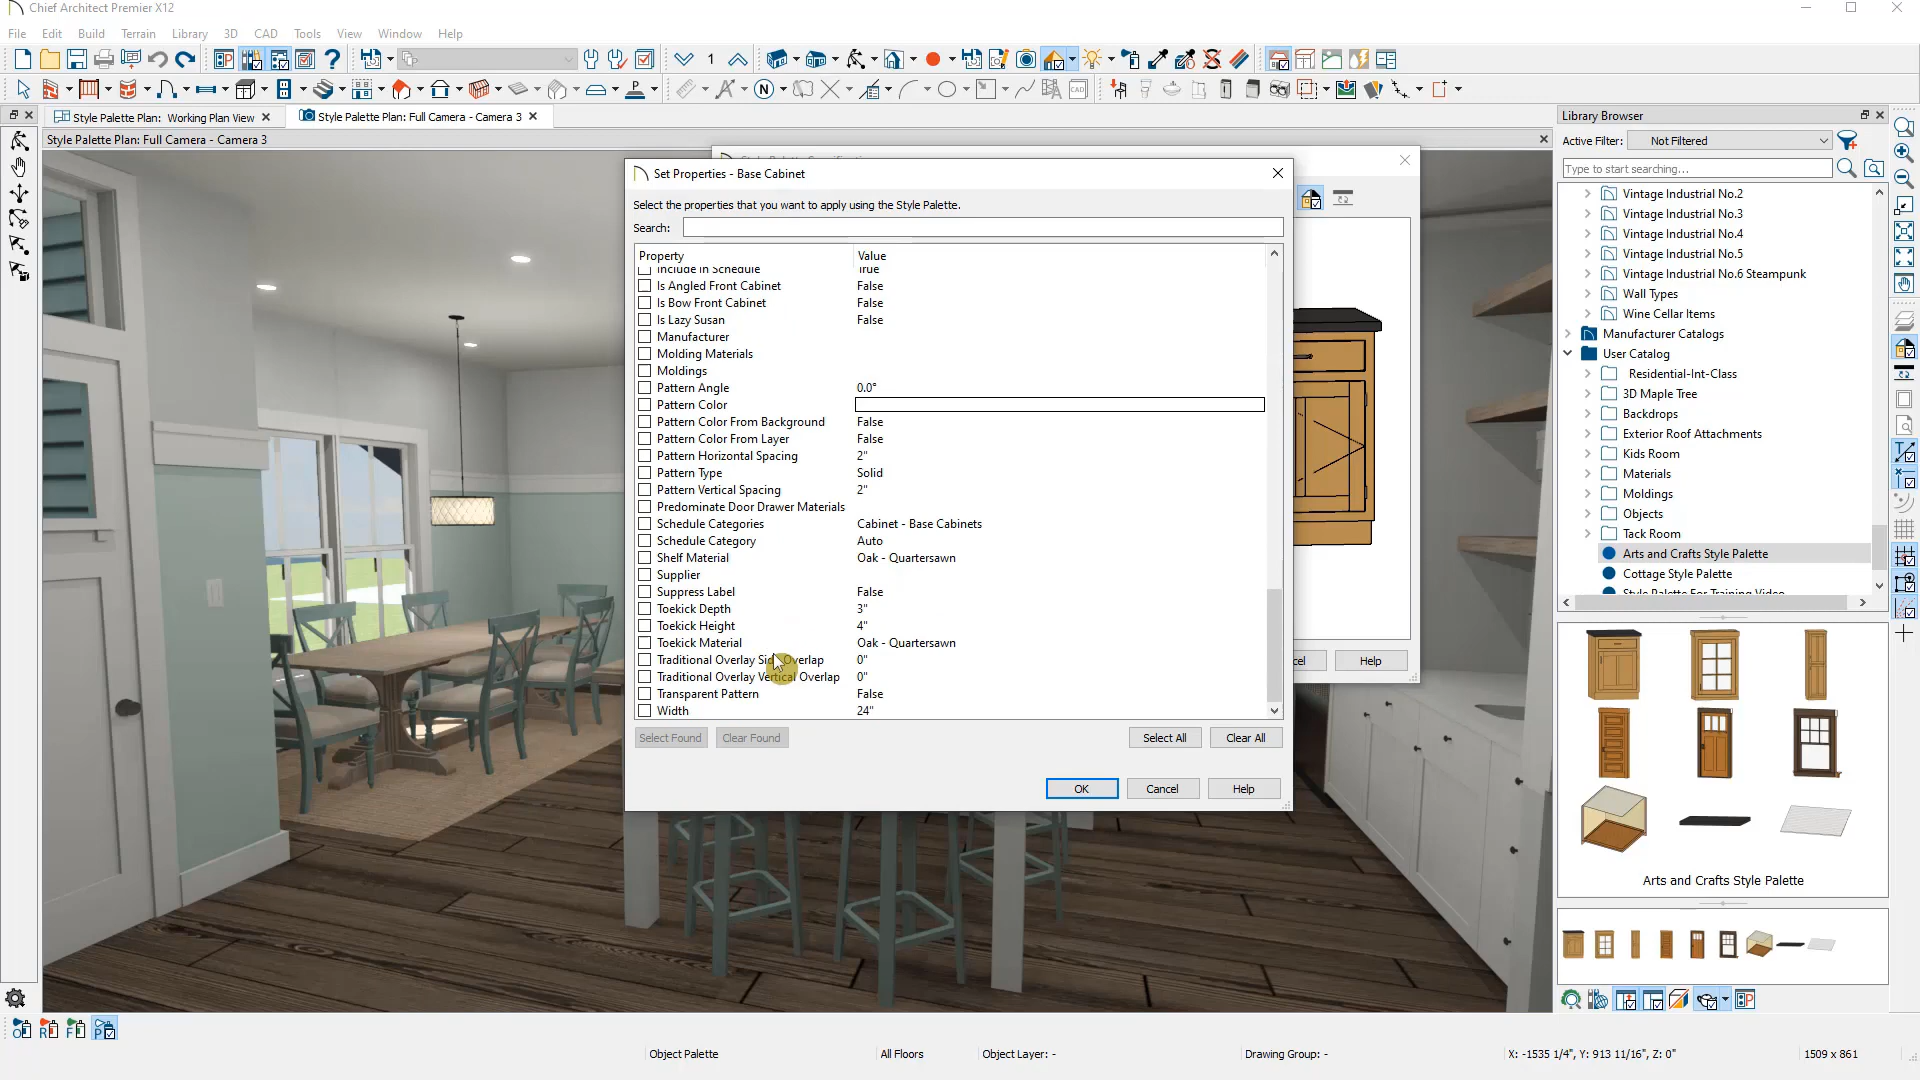 Chief Architect Premier X12
File Edit Build Terrain Library 3D CAD Tools View Window Help
1
Style Palette Plan: Working Plan View
Style Palette Plan: Full Camera - Camera 3
Style Palette Plan: Full Camera - Camera 3
Set Properties - Base Cabinet
Select the properties that you want to apply using the Style Palette.
Search:
Property Value
Include In Schedule True
Is Angled Front Cabinet False
Is Bow Front Cabinet False
Is Lazy Susan False
Manufacturer
Molding Materials
Moldings
Pattern Angle 0.0°
Pattern Color
Pattern Color From Background False
Pattern Color From Layer False
Pattern Horizontal Spacing 2"
Pattern Type Solid
Pattern Vertical Spacing 2"
Predominate Door Drawer Materials
Schedule Categories Cabinet - Base Cabinets
Schedule Category Auto
Shelf Material Oak - Quartersawn
Supplier
Suppress Label False
Toekick Depth 3"
Toekick Height 4"
Toekick Material Oak - Quartersawn
Traditional Overlay Side Overlap 0"
Traditional Overlay Vertical Overlap 0"
Transparent Pattern False
Width 24"
Select Found Clear Found Select All Clear All
OK Cancel Help
cel Help
Library Browser
Active Filter: Not Filtered
Type to start searching...
Vintage Industrial No.2
Vintage Industrial No.3
Vintage Industrial No.4
Vintage Industrial No.5
Vintage Industrial No.6 Steampunk
Wall Types
Wine Cellar Items
Manufacturer Catalogs
User Catalog
Residential-Int-Class
3D Maple Tree
Backdrops
Exterior Roof Attachments
Kids Room
Materials
Moldings
Objects
Tack Room
Arts and Crafts Style Palette
Cottage Style Palette
Style Palette For Training Video
Arts and Crafts Style Palette
Object Palette All Floors Object Layer: - Drawing Group: - X: -1535 1/4", Y: 913 11/16", Z: 0" 1509 x 861